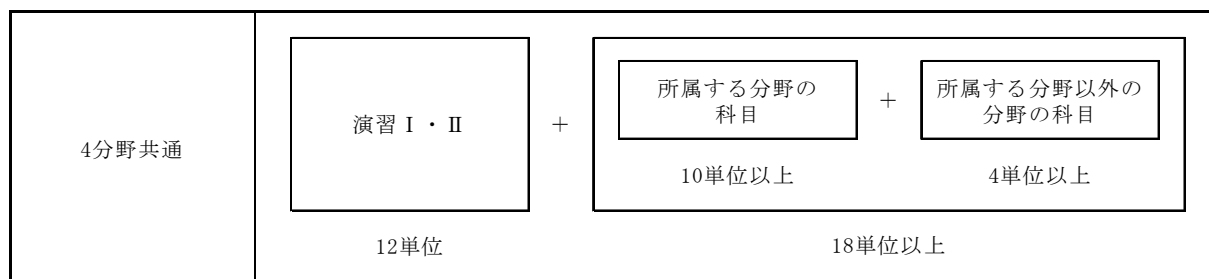 4分野共通
演習Ⅰ・Ⅱ
+
所属する分野の
科目
+
所属する分野以外の
分野の科目
10単位以上
4単位以上
12単位
18単位以上